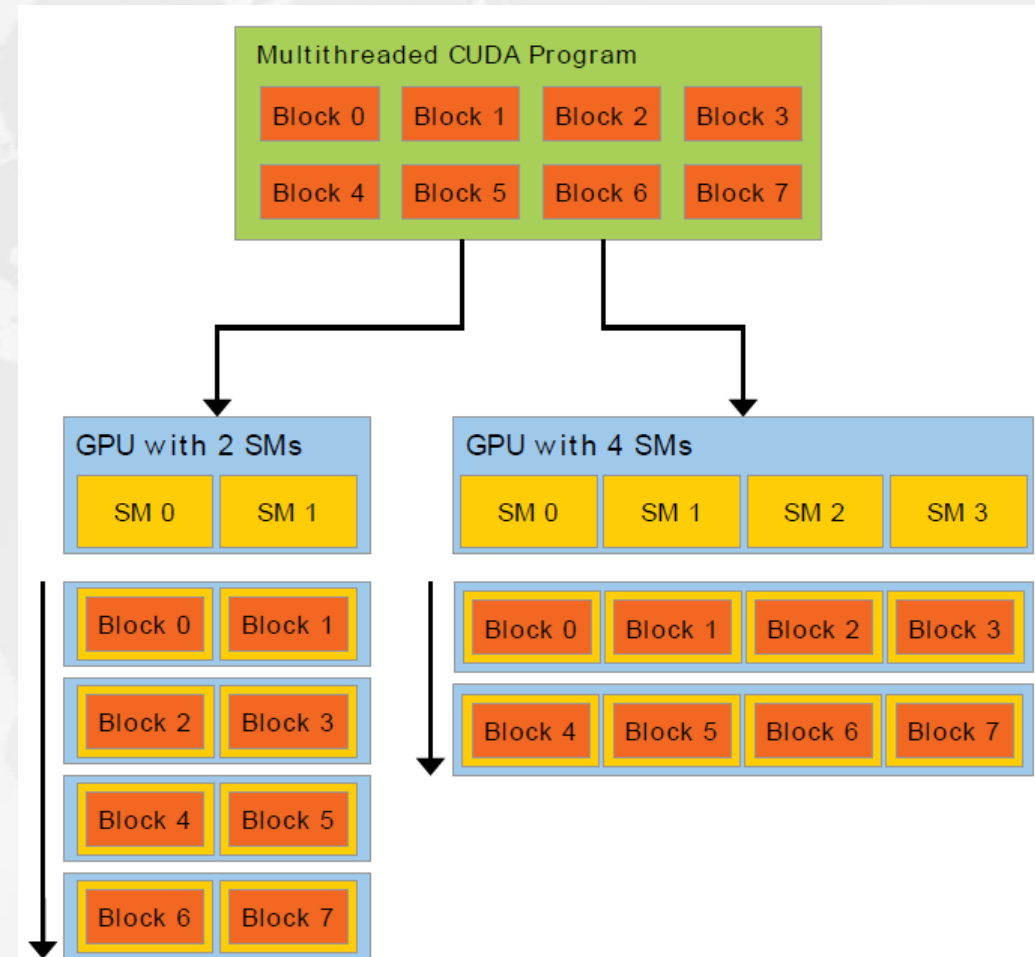 Multithreaded CUDA Program
Block 0 Block 1 Block 2 Block 3
Block 4 Block 5 Block 6 Block 7
GPU with 2 SMs
SM 0 SM 1
Block 0 Block 1
Block 2 Block 3
Block 4 Block 5
Block 6 Block 7
GPU with 4 SMs
SM 0 SM 1 SM 2 SM 3
Block 0 Block 1 Block 2 Block 3
Block 4 Block 5 Block 6 Block 7